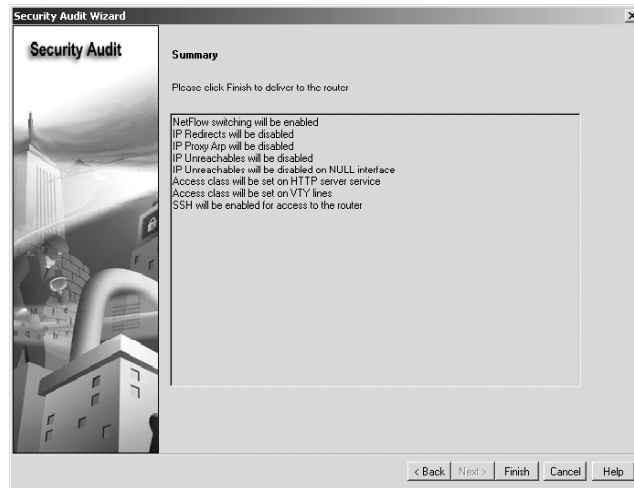 Security Audit Wizard
Security Audit
Summary
Please click Finish to deliver to the router
NetFlow switching will be enabled
IP Redirects will be disabled
IP Proxy Arp will be disabled
IP Unreachables will be disabled
IP Unreachables will be disabled on NULL interface
Access class will be set on HTTP server service
Access class will be set on VTY lines
SSH will be enabled for access to the router
< Back Next > Finish Cancel Help